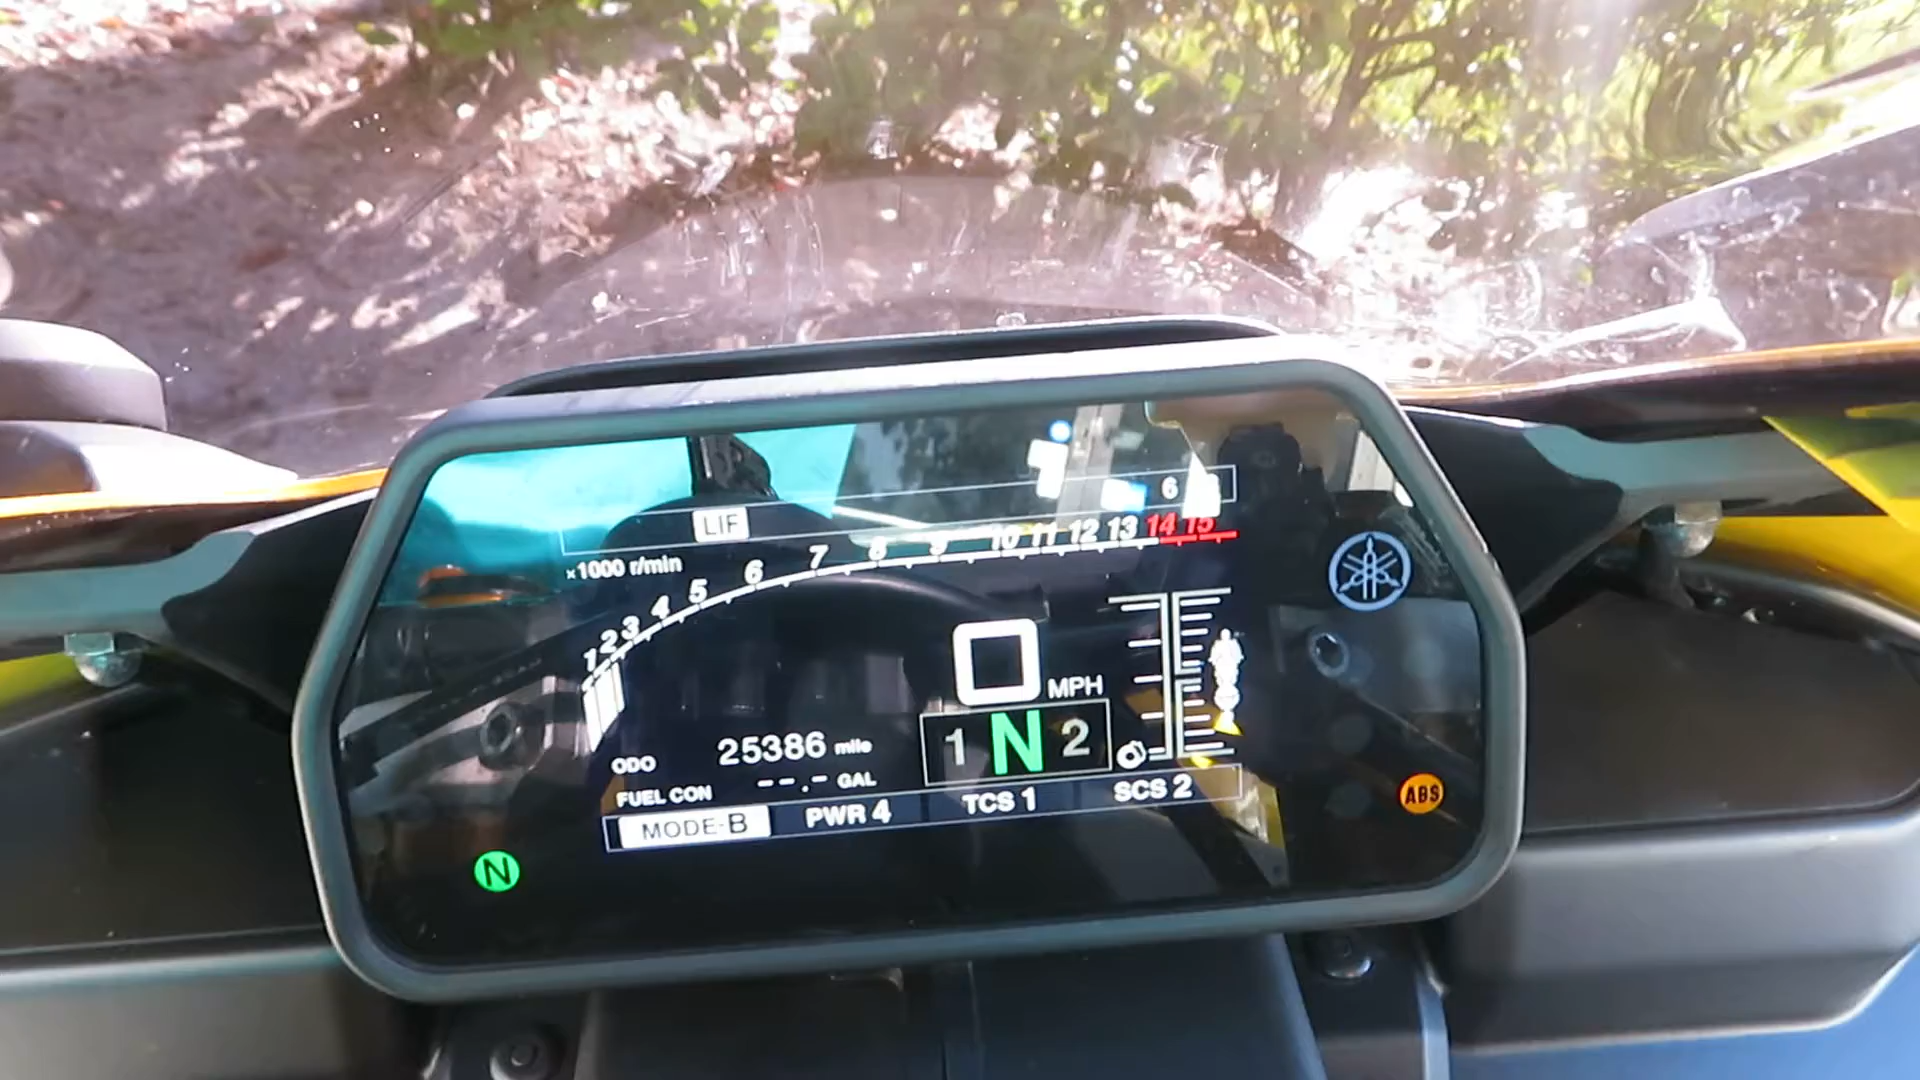 LIF
6
×1000 r/min
1 2 3 4 5 6 7 8 9 10 11 12 13 14 15
0 MPH
1 N 2
ODO 25386 mile
FUEL CON --.- GAL
MODE-B PWR 4 TCS 1 SCS 2
N
ABS